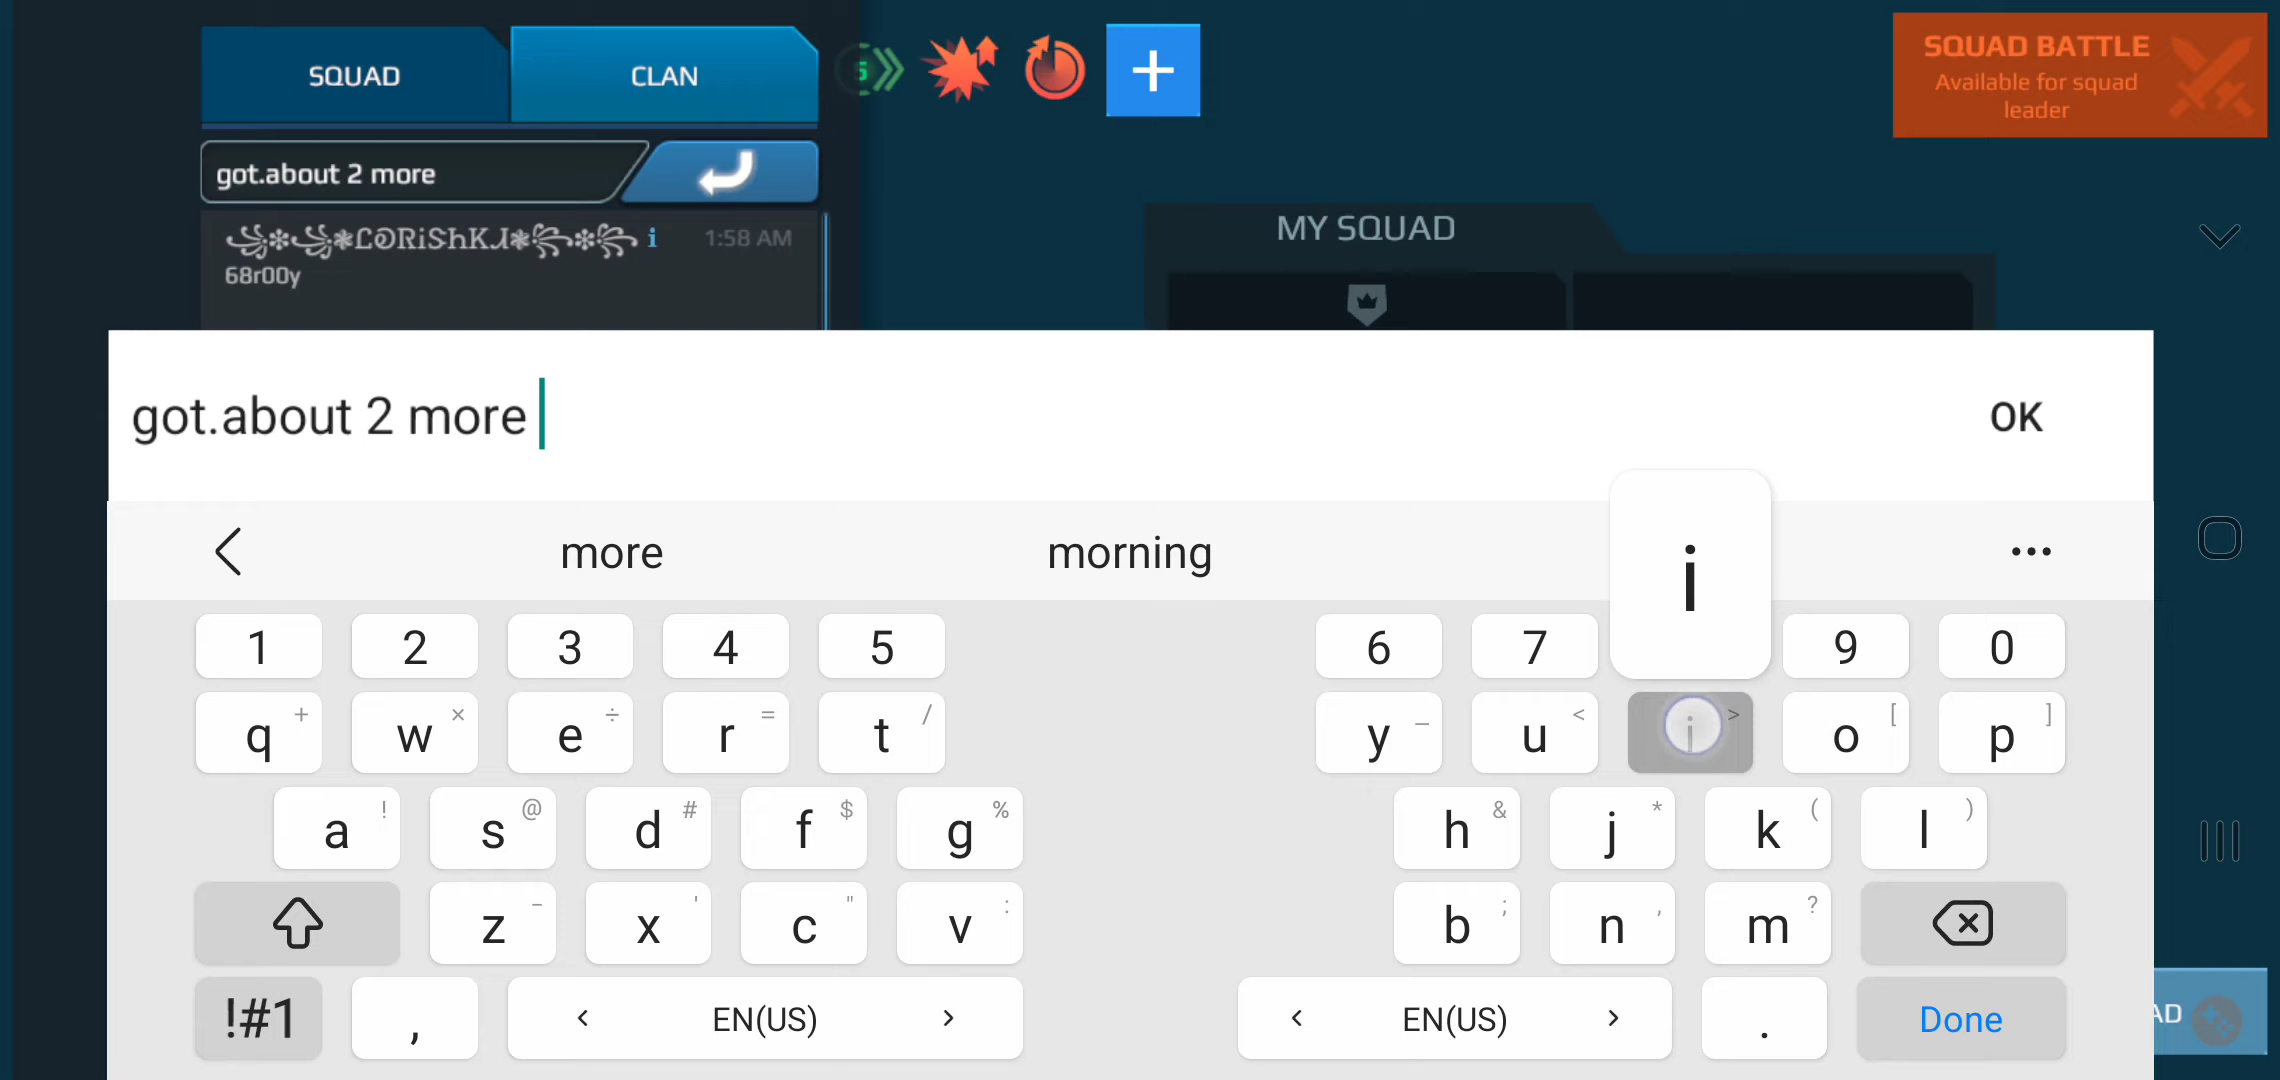 SQUAD
CLAN
5
SQUAD BATTLE
Available for squad
leader
got.about 2 more
1:58 AM
68r00y
MY SQUAD
got.about 2 more
OK
more
morning
i
...
1 2 3 4 5 6 7 9 0
q + w × e ÷ r = t / y _ u < i > o [ p ]
a ! s @ d # f $ g % h & j * k ( l )
z - x ' c " v : b ; n , m ?
!#1 , < EN(US) > < EN(US) > . Done
AD